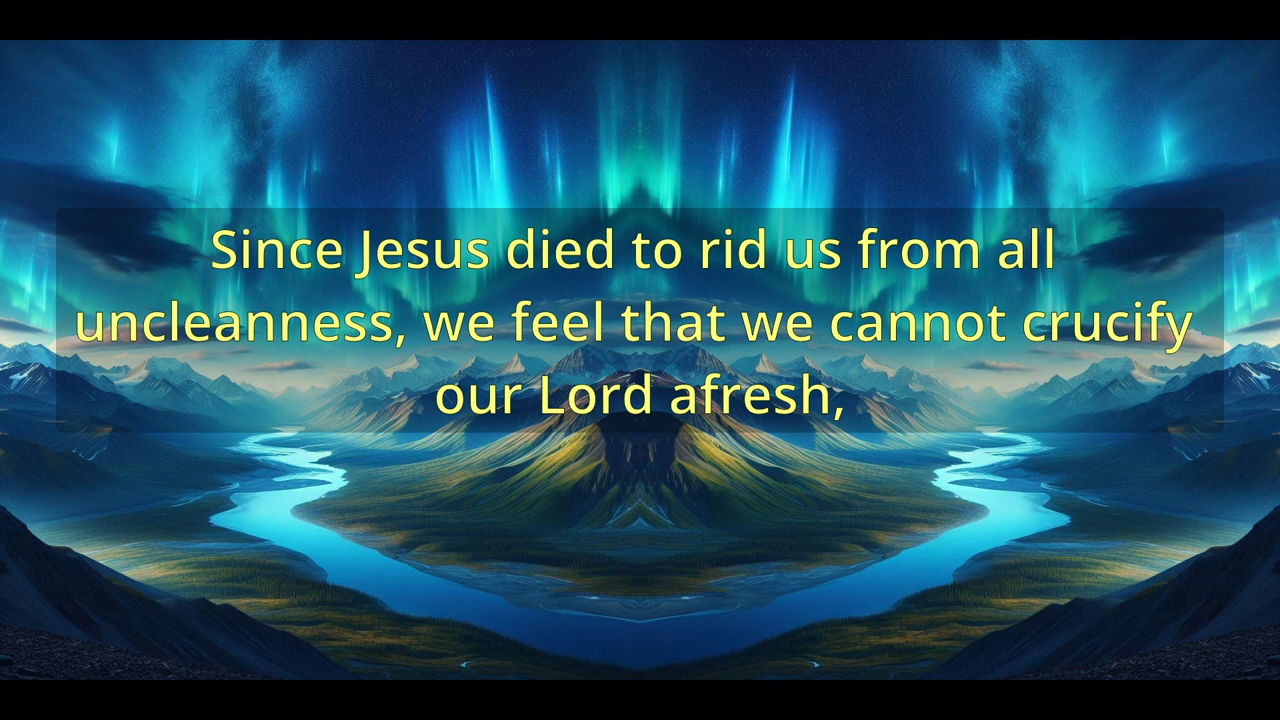 Since Jesus died to rid us from all
uncleanness, we feel that we cannot crucify
our Lord afresh,